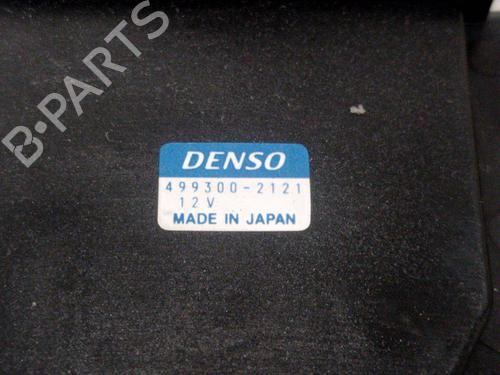 B-PARTS
DENSO
499300-2121
12V
MADE IN JAPAN